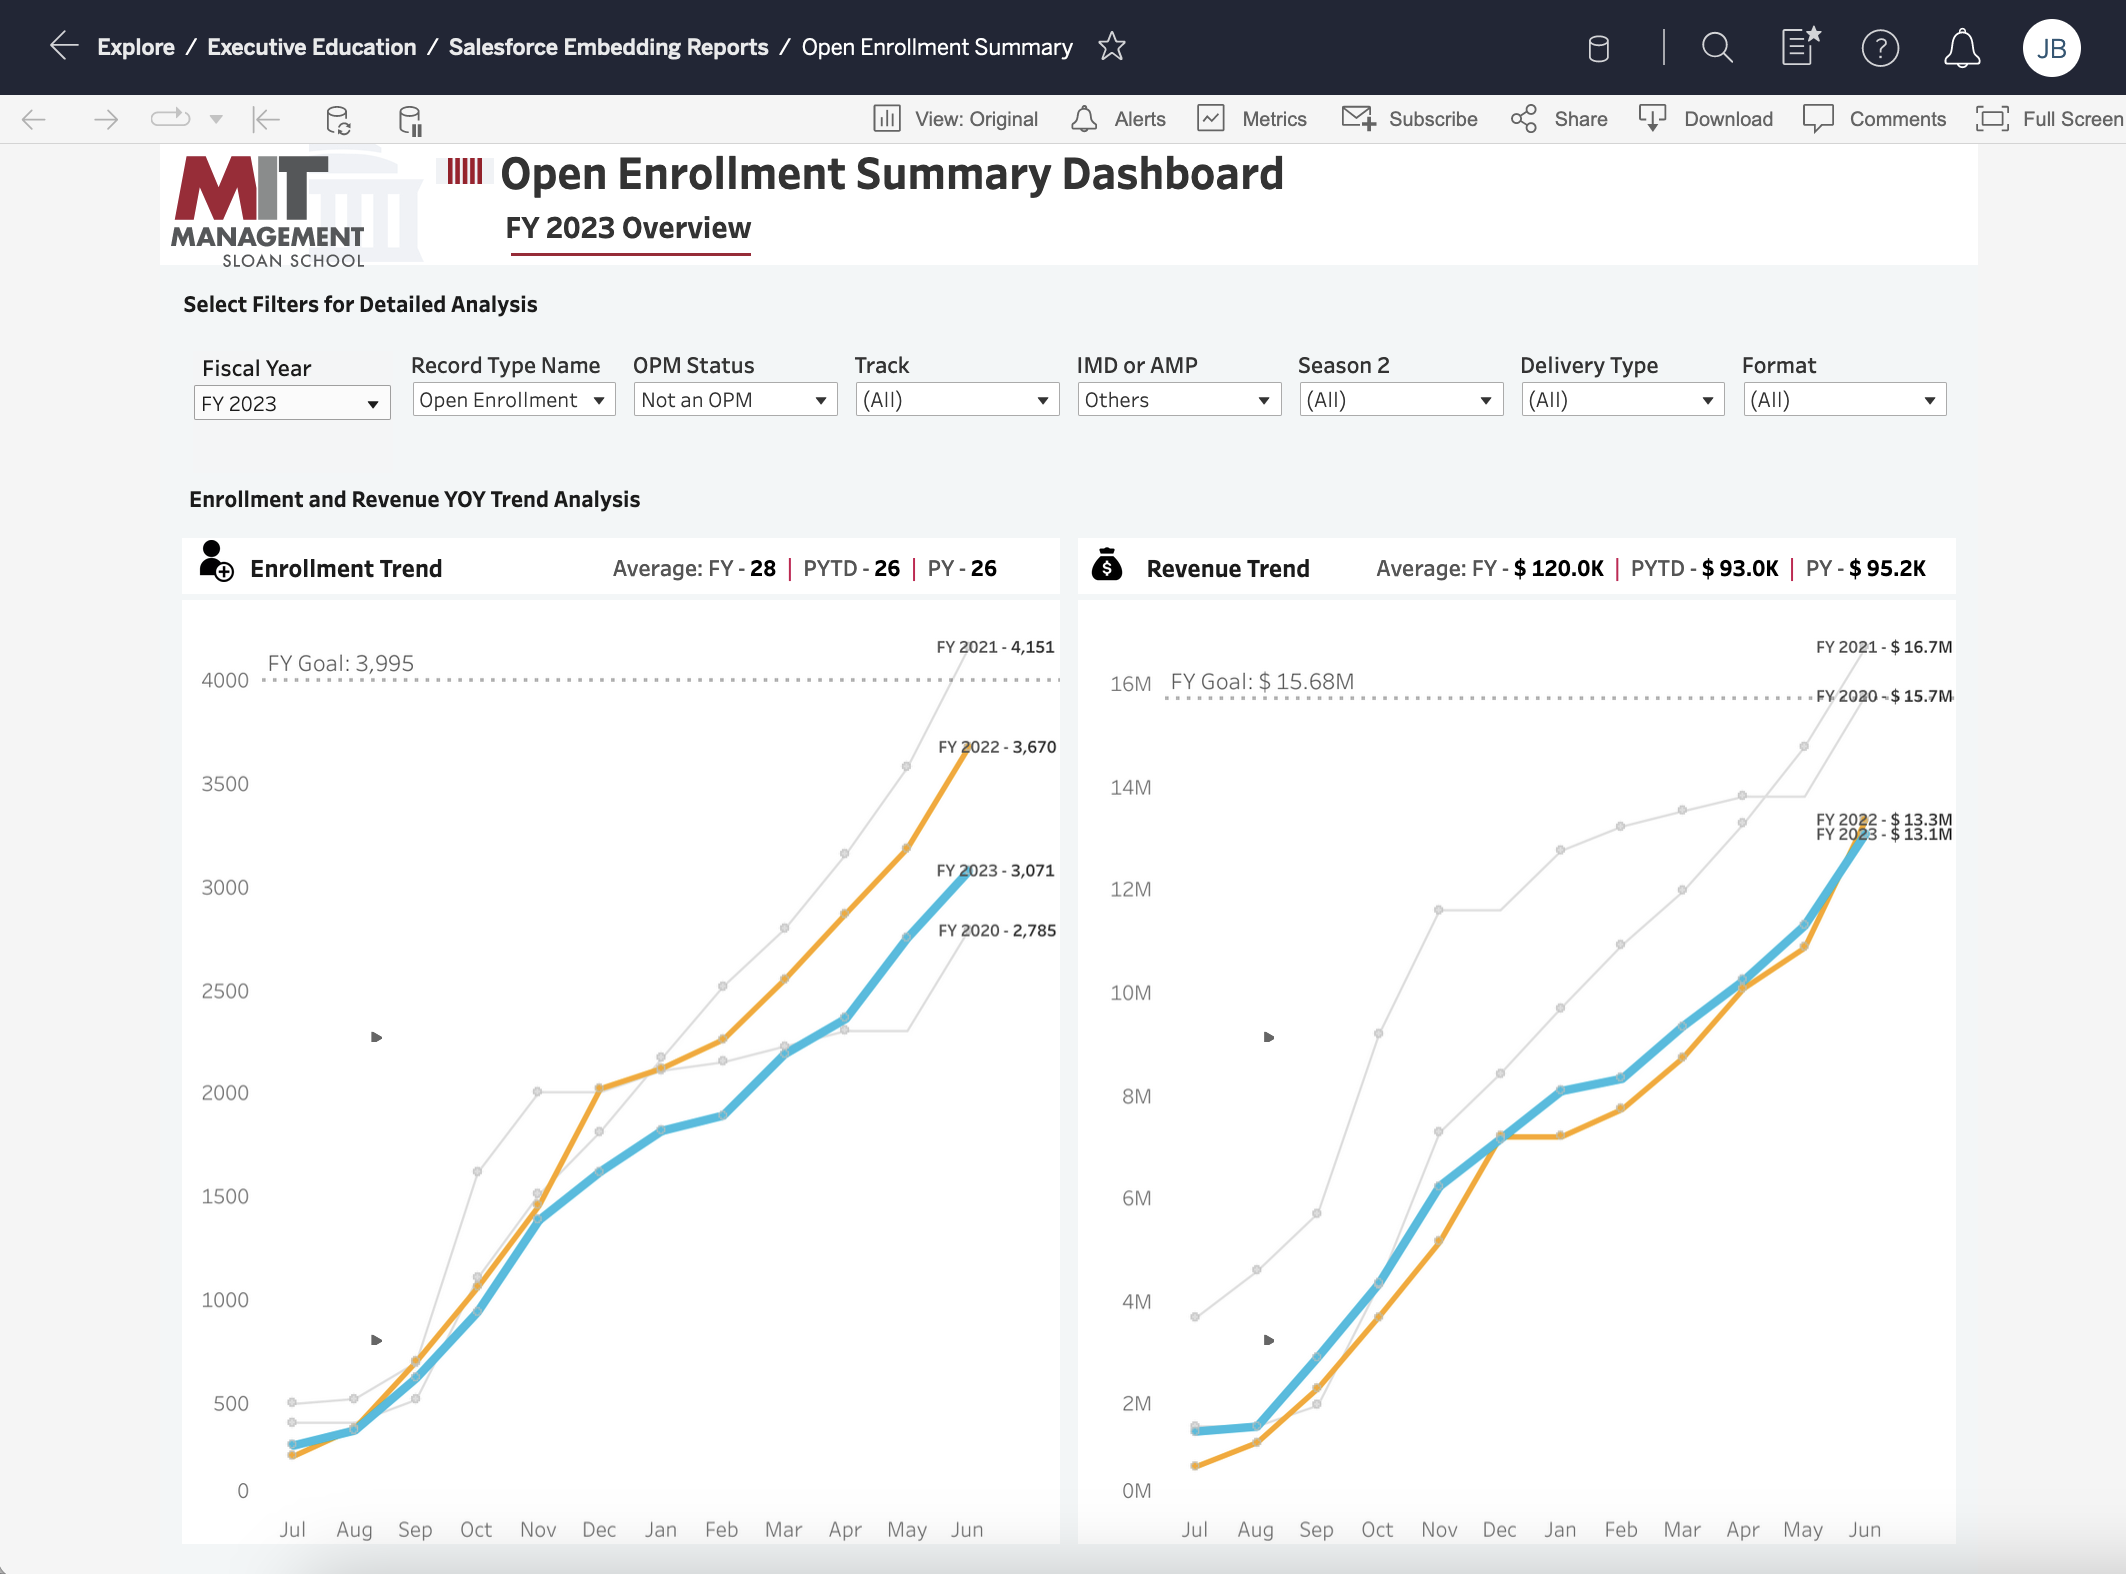 Explore / Executive Education / Salesforce Embedding Reports / Open Enrollment Summary
JB
View: Original
Alerts
Metrics
Subscribe
Share
Download
Comments
Full Screen
MIT
MANAGEMENT
SLOAN SCHOOL
Open Enrollment Summary Dashboard
FY 2023 Overview
Select Filters for Detailed Analysis
Fiscal Year
FY 2023
Record Type Name
Open Enrollment
OPM Status
Not an OPM
Track
(All)
IMD or AMP
Others
Season 2
(All)
Delivery Type
(All)
Format
(All)
Enrollment and Revenue YOY Trend Analysis
Enrollment Trend
Average: FY - 28 | PYTD - 26 | PY - 26
FY Goal: 3,995
4000
3500
3000
2500
2000
1500
1000
500
0
FY 2021 - 4,151
FY 2022 - 3,670
FY 2023 - 3,071
FY 2020 - 2,785
Jul Aug Sep Oct Nov Dec Jan Feb Mar Apr May Jun
Revenue Trend
Average: FY - $ 120.0K | PYTD - $ 93.0K | PY - $ 95.2K
FY Goal: $ 15.68M
16M
14M
12M
10M
8M
6M
4M
2M
0M
FY 2021 - $ 16.7M
FY 2020 - $ 15.7M
FY 2022 - $ 13.3M
FY 2023 - $ 13.1M
Jul Aug Sep Oct Nov Dec Jan Feb Mar Apr May Jun